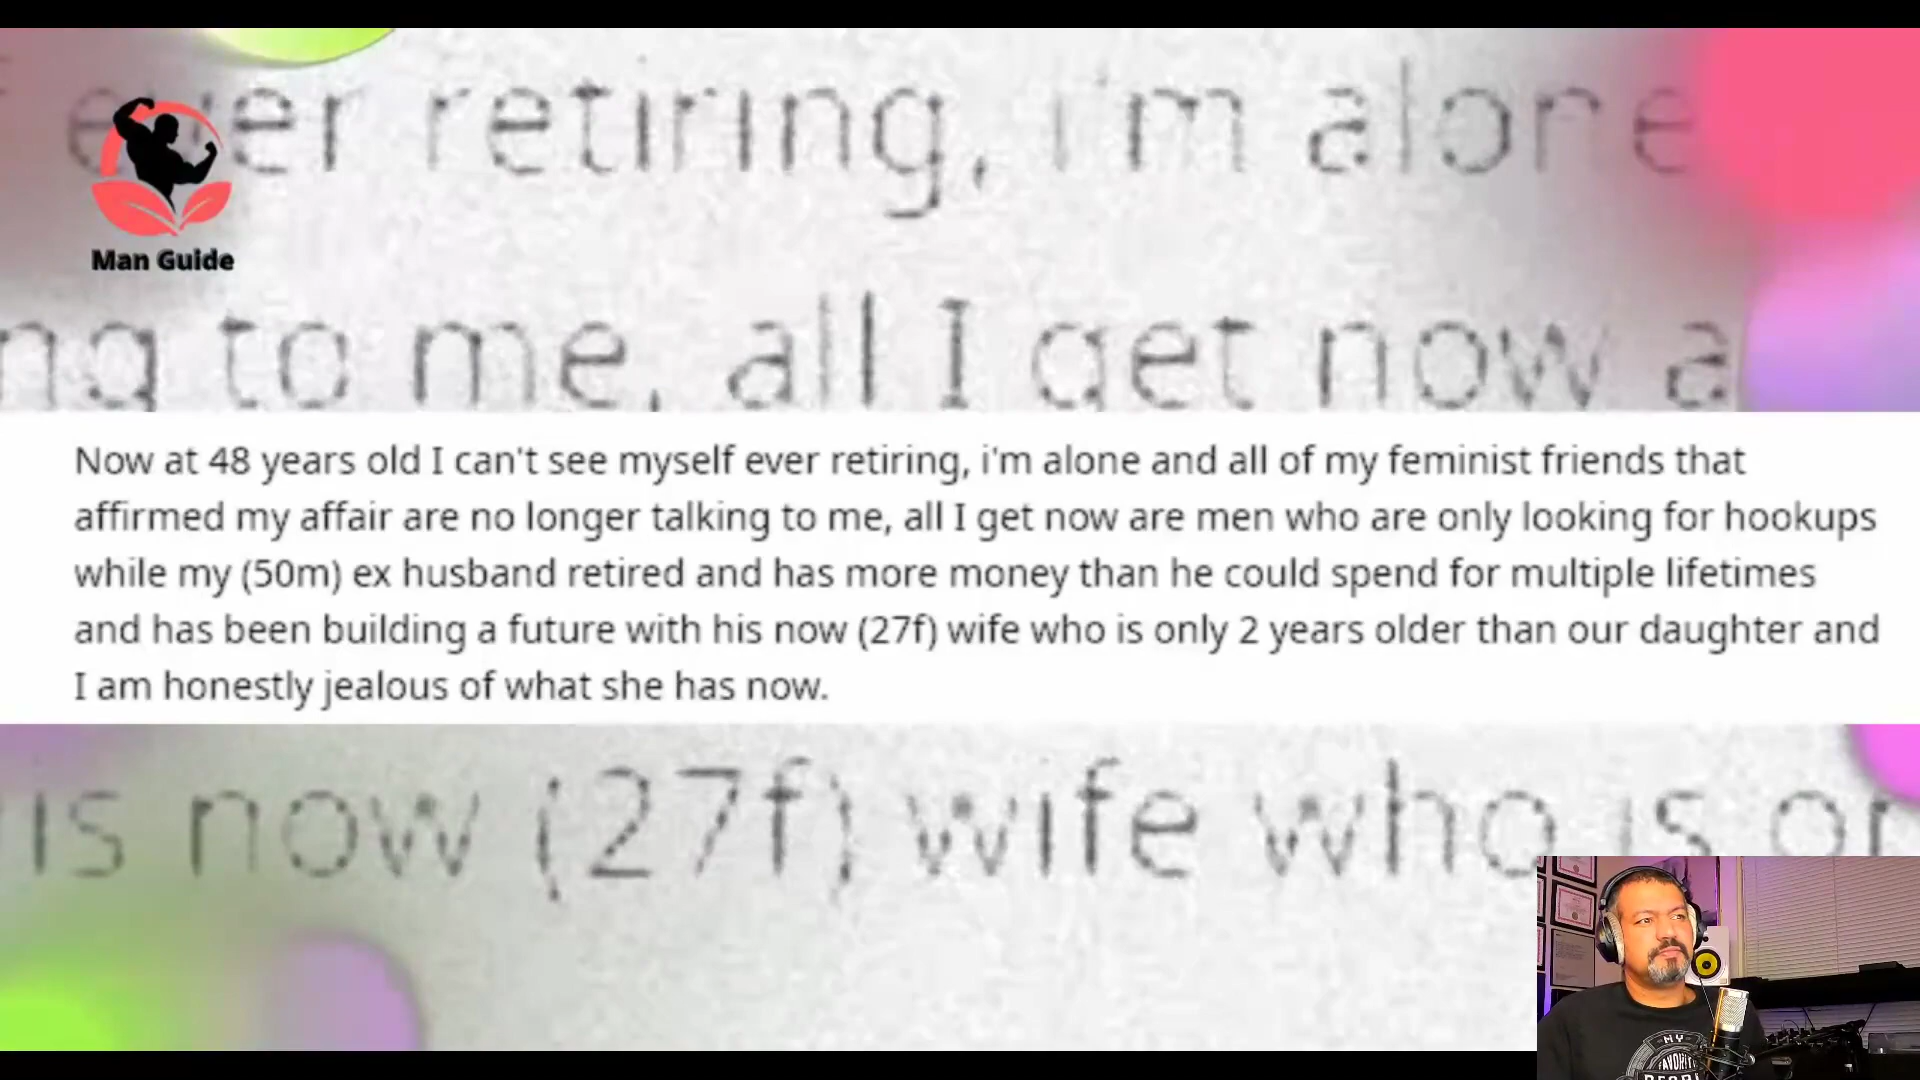 ever retiring, i'm alone
Man Guide
ng to me, all I get now a
Now at 48 years old I can't see myself ever retiring, i'm alone and all of my feminist friends that
affirmed my affair are no longer talking to me, all I get now are men who are only looking for hookups
while my (50m) ex husband retired and has more money than he could spend for multiple lifetimes
and has been building a future with his now (27f) wife who is only 2 years older than our daughter and
I am honestly jealous of what she has now.
is now (27f) wife who is or
MY
FAVORITE
PEOPL